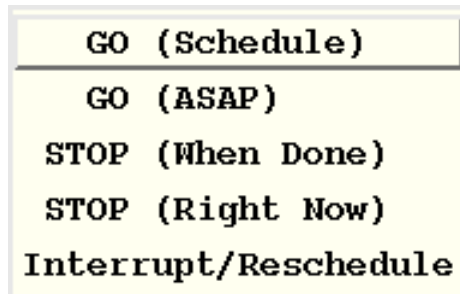 GO (Schedule)
GO (ASAP)
STOP (When Done)
STOP (Right Now)
Interrupt/Reschedule